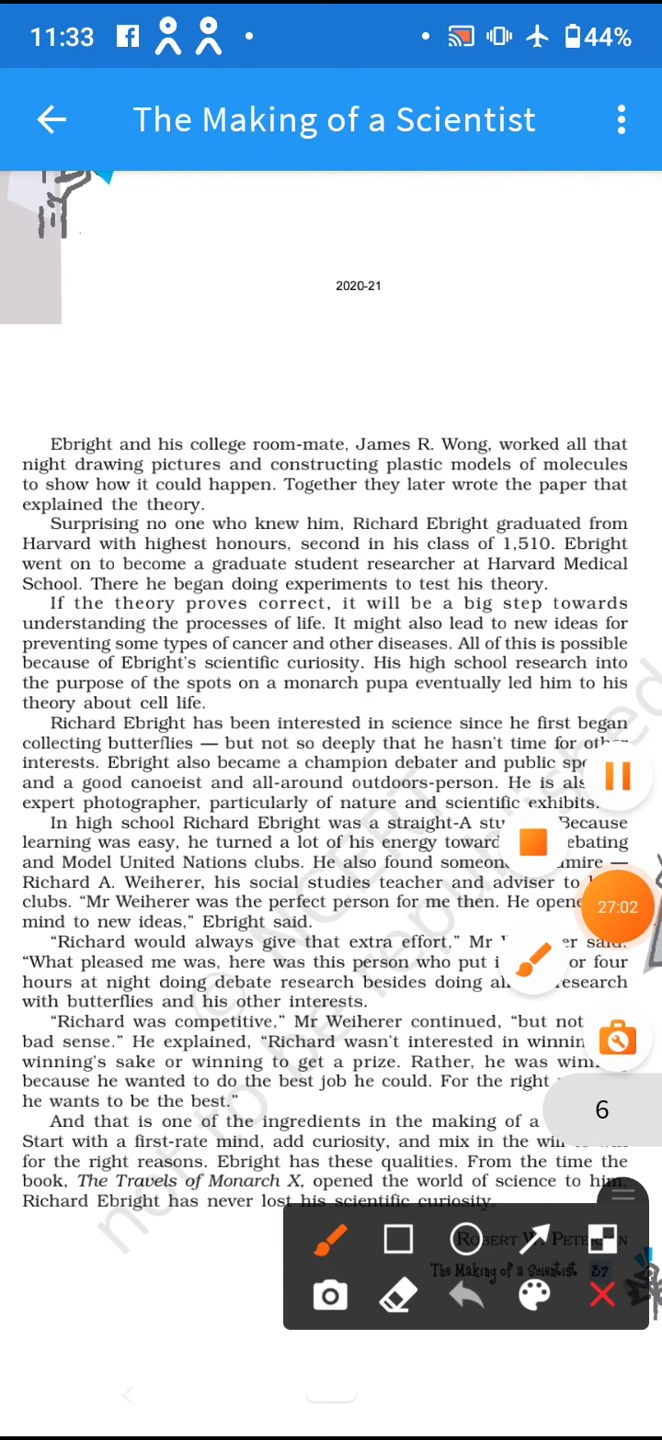 11:33
44%
The Making of a Scientist
2020-21
Ebright and his college room-mate, James R. Wong, worked all that
night drawing pictures and constructing plastic models of molecules
to show how it could happen. Together they later wrote the paper that
explained the theory.
Surprising no one who knew him, Richard Ebright graduated from
Harvard with highest honours, second in his class of 1,510. Ebright
went on to become a graduate student researcher at Harvard Medical
School. There he began doing experiments to test his theory.
If the theory proves correct, it will be a big step towards
understanding the processes of life. It might also lead to new ideas for
preventing some types of cancer and other diseases. All of this is possible
because of Ebright's scientific curiosity. His high school research into
the purpose of the spots on a monarch pupa eventually led him to his
theory about cell life.
Richard Ebright has been interested in science since he first began
collecting butterflies — but not so deeply that he hasn't time for other
interests. Ebright also became a champion debater and public
and a good canoeist and all-around outdoors-person. He is
expert photographer, particularly of nature and scientific exhibits.
In high school Richard Ebright was a straight-A Because
learning was easy, he turned a lot of his energy
and Model United Nations clubs. He also found —
Richard A. Weiherer, his social studies teacher and adviser to
clubs. “Mr Weiherer was the perfect person for me then. He
mind to new ideas,” Ebright said.
“Richard would always give that extra effort,” Mr said.
“What pleased me was, here was this person who put or four
hours at night doing debate research besides doing
with butterflies and his other interests.
“Richard was competitive,” Mr Weiherer continued, “but not
bad sense.” He explained, “Richard wasn't interested in
winning's sake or winning to get a prize. Rather, he was
because he wanted to do the best job he could. For the right
he wants to be the best.”
And that is one of the ingredients in the making of a
Start with a first-rate mind, add curiosity, and mix in the
for the right reasons. Ebright has these qualities. From the time the
book, The Travels of Monarch X, opened the world of science to him,
Richard Ebright has never lost his scientific curiosity.
ROBERT W.
The Making of a Scientist 87
27:02
6
© NCERT
not to be republished